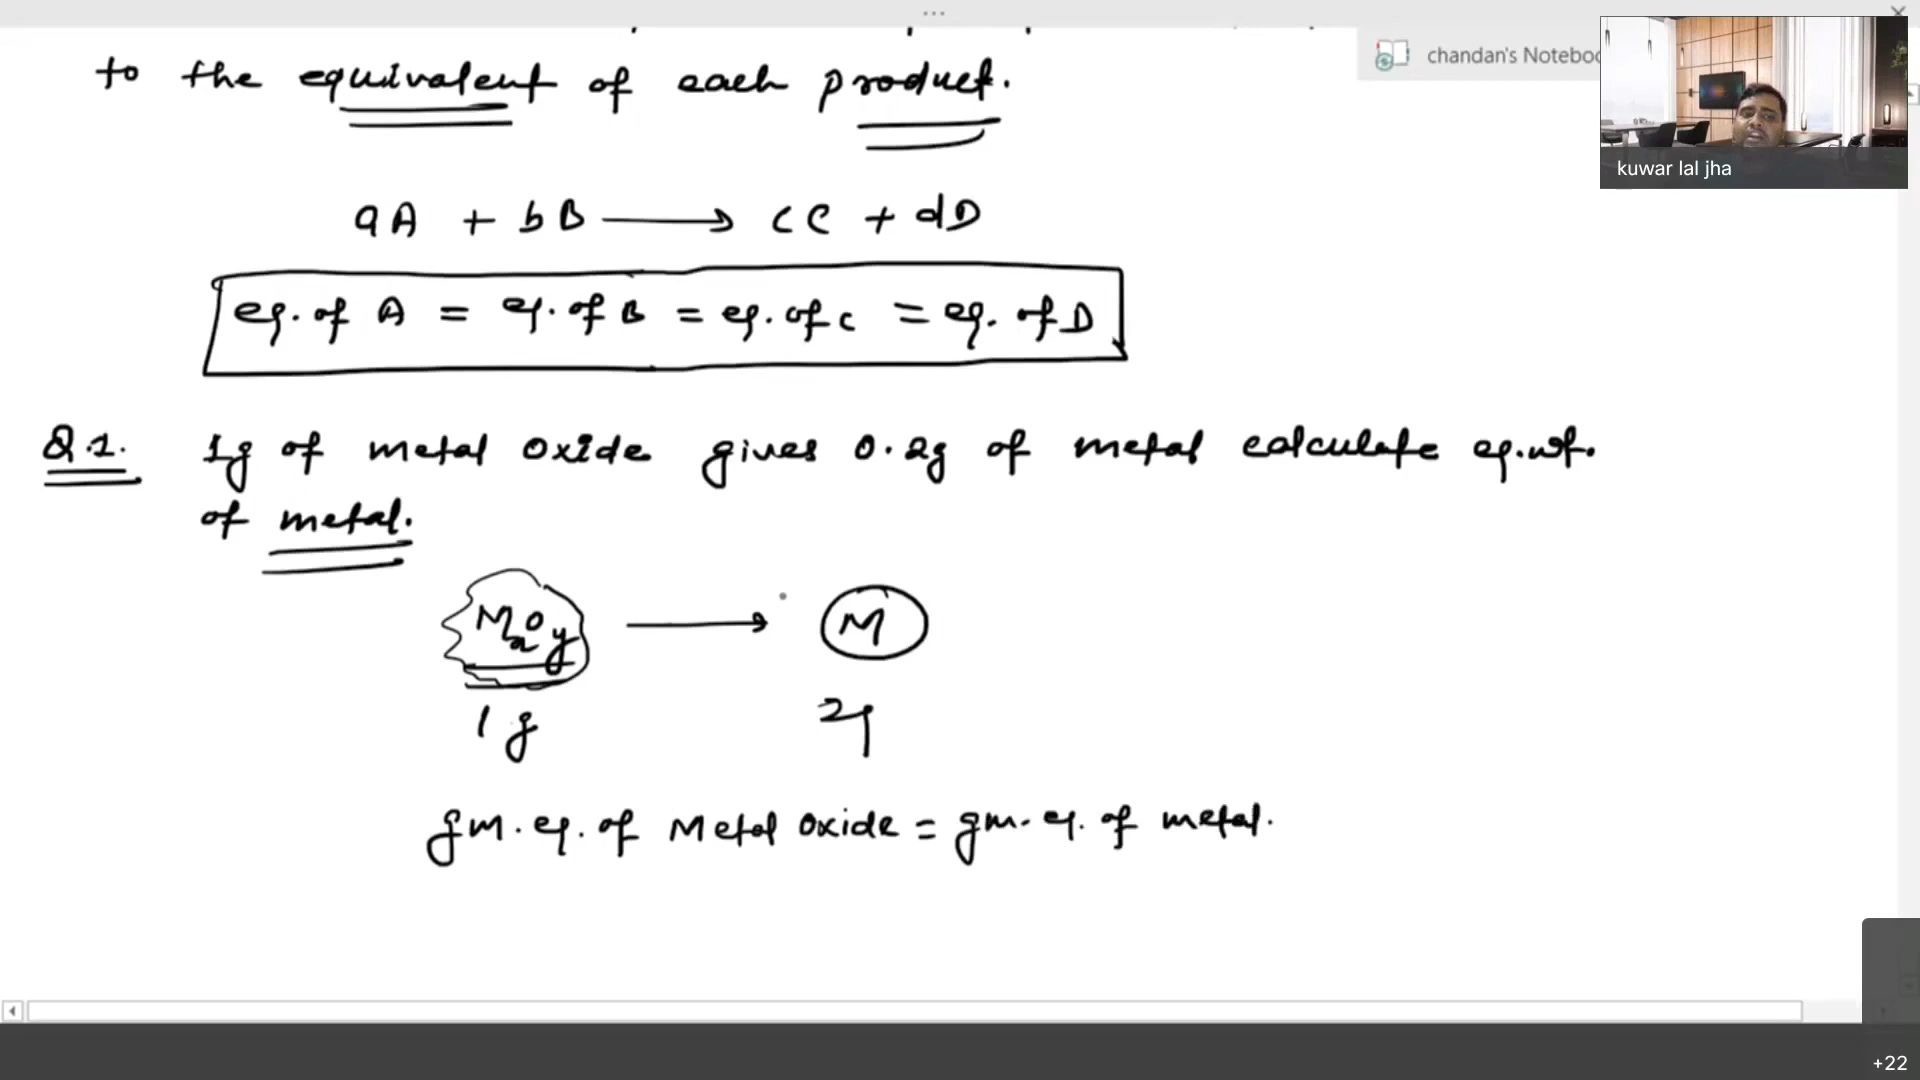 to the equivalent of each product.
chandan's Noteboo
kuwar lal jha
aA + bB ⟶ cC + dD
eq. of A = eq. of B = eq. of C = eq. of D
Q.1. 1g of metal oxide gives 0.2g of metal calculate eq.wt.
of metal.
MxOy ⟶ M
1g 2g
gm. eq. of Metal oxide = gm. eq. of metal.
+22